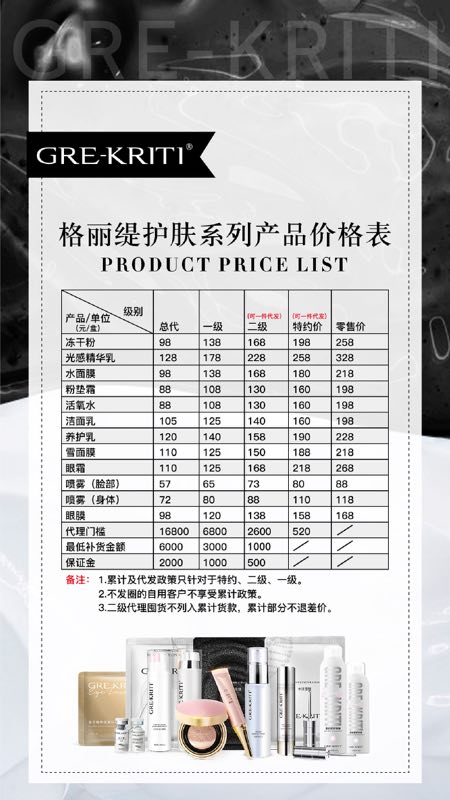 GRE-KRITI
GRE-KRITI®
格丽缇护肤系列产品价格表
PRODUCT PRICE LIST
级别
产品/单位
(元/盒)
总代 一级 (可一件代发) 二级 (可一件代发) 特约价 零售价
冻干粉 98 138 168 198 258
光感精华乳 128 178 228 258 328
水面膜 98 138 168 180 218
粉垫霜 88 108 130 160 198
活氧水 88 108 130 160 198
洁面乳 105 125 140 160 198
养护乳 120 140 158 190 228
雪面膜 110 125 150 188 218
眼霜 110 125 168 218 268
喷雾（脸部） 57 65 73 80 88
喷雾（身体） 72 80 88 110 118
眼膜 98 120 138 158 168
代理门槛 16800 6800 2600 520 ／
最低补货金额 6000 3000 1000 ／ ／
保证金 2000 1000 500 ／ ／
备注： 1.累计及代发政策只针对于特约、二级、一级。
2.不发圈的自用客户不享受累计政策。
3.二级代理囤货不列入累计货款，累计部分不退差价。
GRE-KRITI
GRE-KRITI
GRE-KRITI